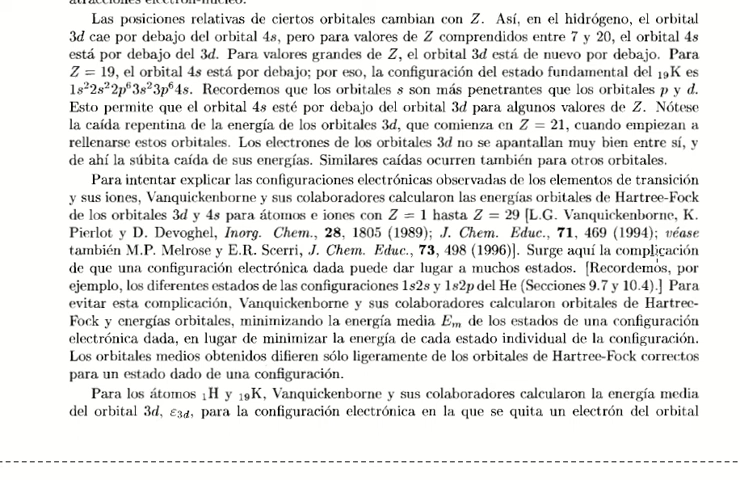 atracciones electrón-núcleo.
Las posiciones relativas de ciertos orbitales cambian con Z. Así, en el hidrógeno, el orbital
3d cae por debajo del orbital 4s, pero para valores de Z comprendidos entre 7 y 20, el orbital 4s
está por debajo del 3d. Para valores grandes de Z, el orbital 3d está de nuevo por debajo. Para
Z = 19, el orbital 4s está por debajo; por eso, la configuración del estado fundamental del ₁₉K es
1s²2s²2p⁶3s²3p⁶4s. Recordemos que los orbitales s son más penetrantes que los orbitales p y d.
Esto permite que el orbital 4s esté por debajo del orbital 3d para algunos valores de Z. Nótese
la caída repentina de la energía de los orbitales 3d, que comienza en Z = 21, cuando empiezan a
rellenarse estos orbitales. Los electrones de los orbitales 3d no se apantallan muy bien entre sí, y
de ahí la súbita caída de sus energías. Similares caídas ocurren también para otros orbitales.
Para intentar explicar las configuraciones electrónicas observadas de los elementos de transición
y sus iones, Vanquickenborne y sus colaboradores calcularon las energías orbitales de Hartree-Fock
de los orbitales 3d y 4s para átomos e iones con Z = 1 hasta Z = 29 [L.G. Vanquickenborne, K.
Pierlot y D. Devoghel, Inorg. Chem., 28, 1805 (1989); J. Chem. Educ., 71, 469 (1994); véase
también M.P. Melrose y E.R. Scerri, J. Chem. Educ., 73, 498 (1996)]. Surge aquí la complicación
de que una configuración electrónica dada puede dar lugar a muchos estados. [Recordemos, por
ejemplo, los diferentes estados de las configuraciones 1s2s y 1s2p del He (Secciones 9.7 y 10.4).] Para
evitar esta complicación, Vanquickenborne y sus colaboradores calcularon orbitales de Hartree-
Fock y energías orbitales, minimizando la energía media Eₘ de los estados de una configuración
electrónica dada, en lugar de minimizar la energía de cada estado individual de la configuración.
Los orbitales medios obtenidos difieren sólo ligeramente de los orbitales de Hartree-Fock correctos
para un estado dado de una configuración.
Para los átomos ₁H y ₁₉K, Vanquickenborne y sus colaboradores calcularon la energía media
del orbital 3d, ε₃d, para la configuración electrónica en la que se quita un electrón del orbital